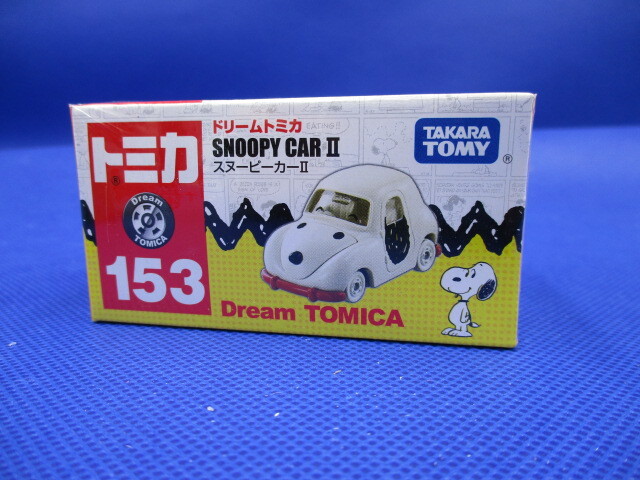 トミカ
®
Dream
TOMICA
153
ドリームトミカ
SNOOPY CAR II
スヌーピーカーII
TAKARA
TOMY
®
Dream TOMICA